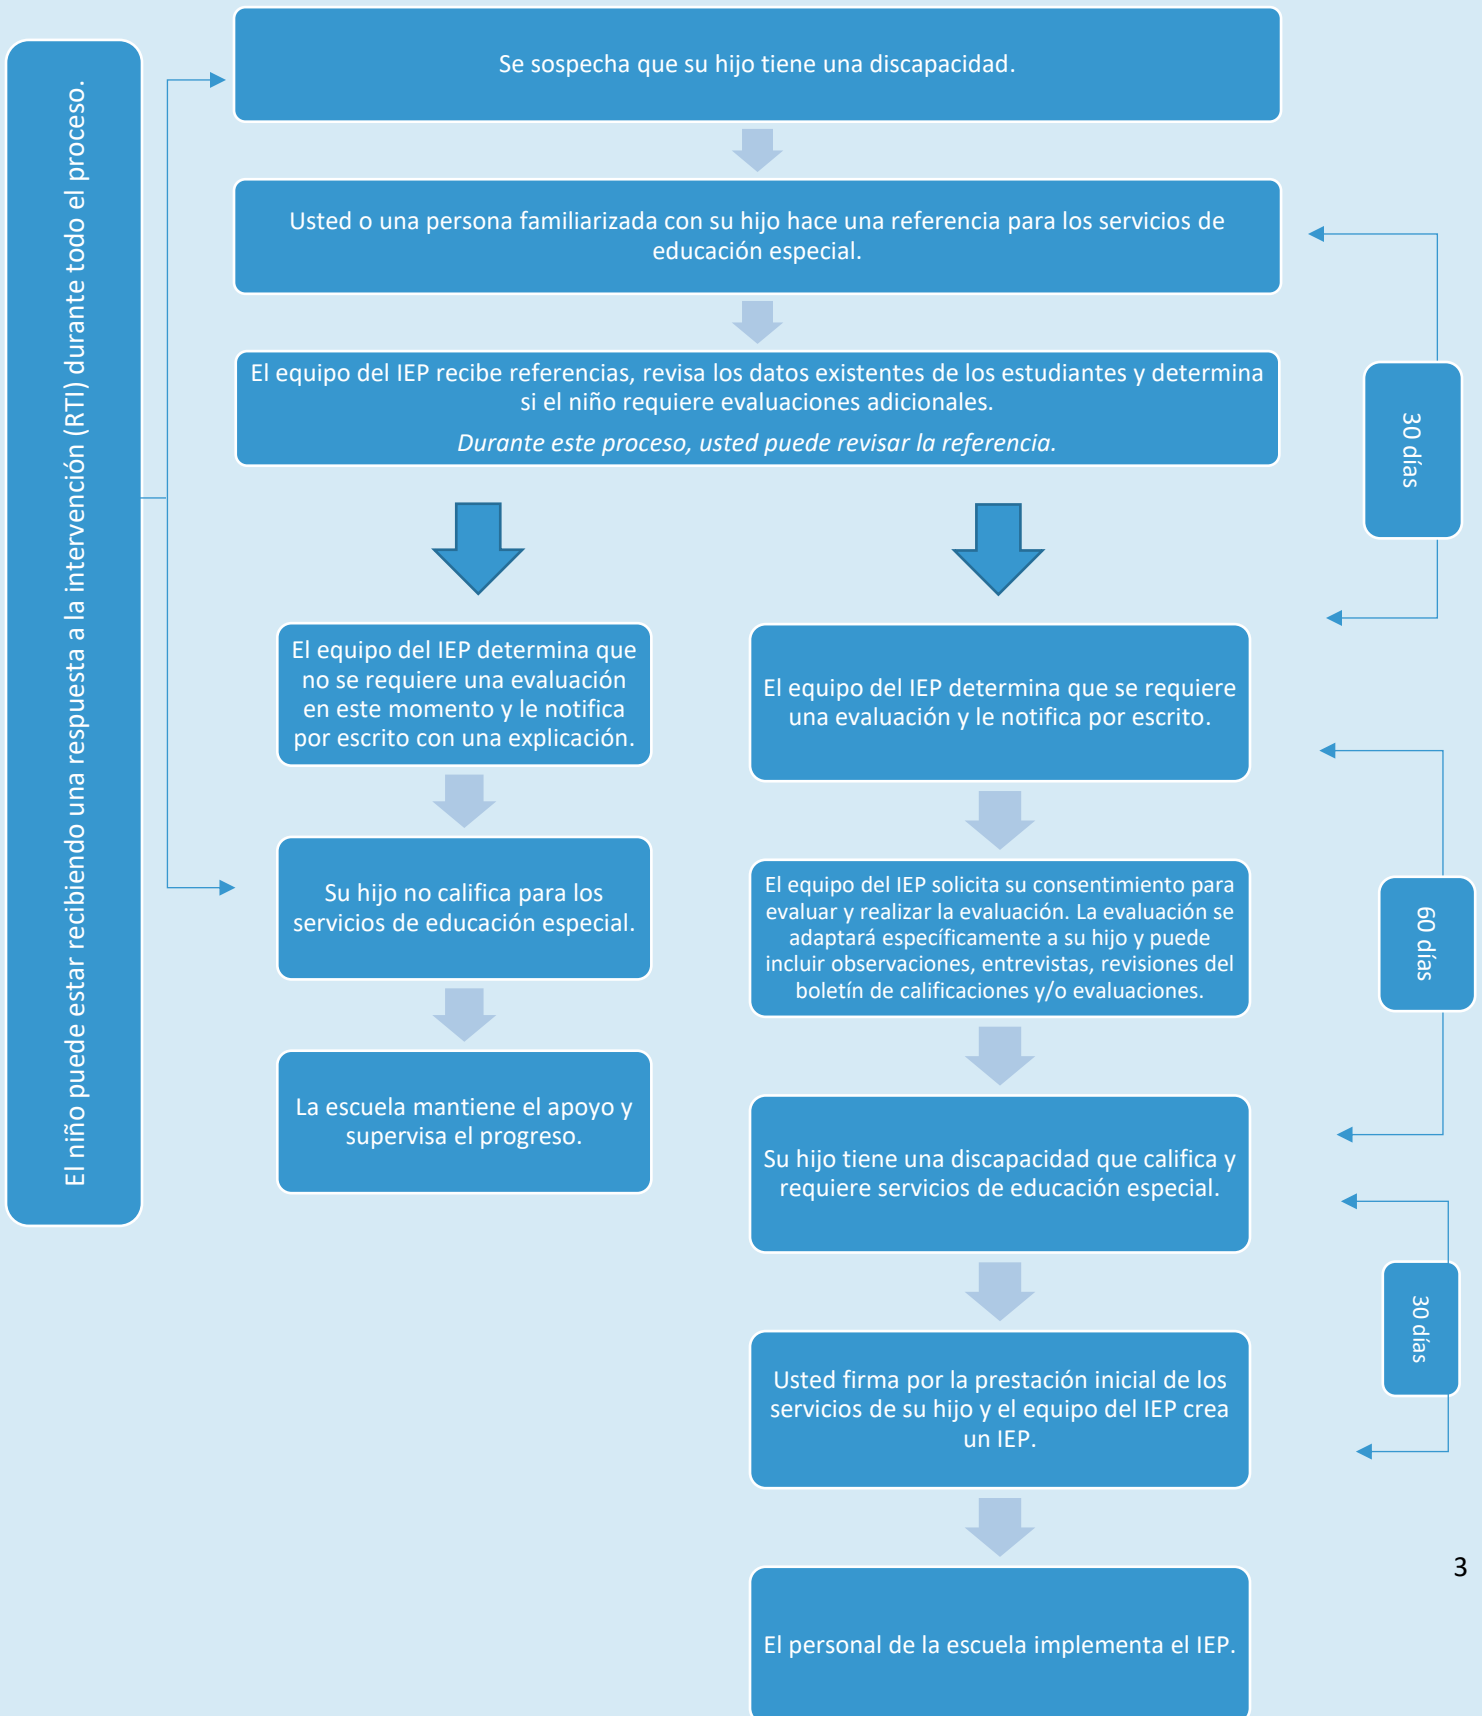 El niño puede estar recibiendo una respuesta a la intervención (RTI) durante todo el proceso.
Se sospecha que su hijo tiene una discapacidad.
Usted o una persona familiarizada con su hijo hace una referencia para los servicios de
educación especial.
El equipo del IEP recibe referencias, revisa los datos existentes de los estudiantes y determina
si el niño requiere evaluaciones adicionales.
Durante este proceso, usted puede revisar la referencia.
30 días
El equipo del IEP determina que
no se requiere una evaluación
en este momento y le notifica
por escrito con una explicación.
Su hijo no califica para los
servicios de educación especial.
La escuela mantiene el apoyo y
supervisa el progreso.
El equipo del IEP determina que se requiere
una evaluación y le notifica por escrito.
El equipo del IEP solicita su consentimiento para
evaluar y realizar la evaluación. La evaluación se
adaptará específicamente a su hijo y puede
incluir observaciones, entrevistas, revisiones del
boletín de calificaciones y/o evaluaciones.
60 días
Su hijo tiene una discapacidad que califica y
requiere servicios de educación especial.
30 días
Usted firma por la prestación inicial de los
servicios de su hijo y el equipo del IEP crea
un IEP.
El personal de la escuela implementa el IEP.
3